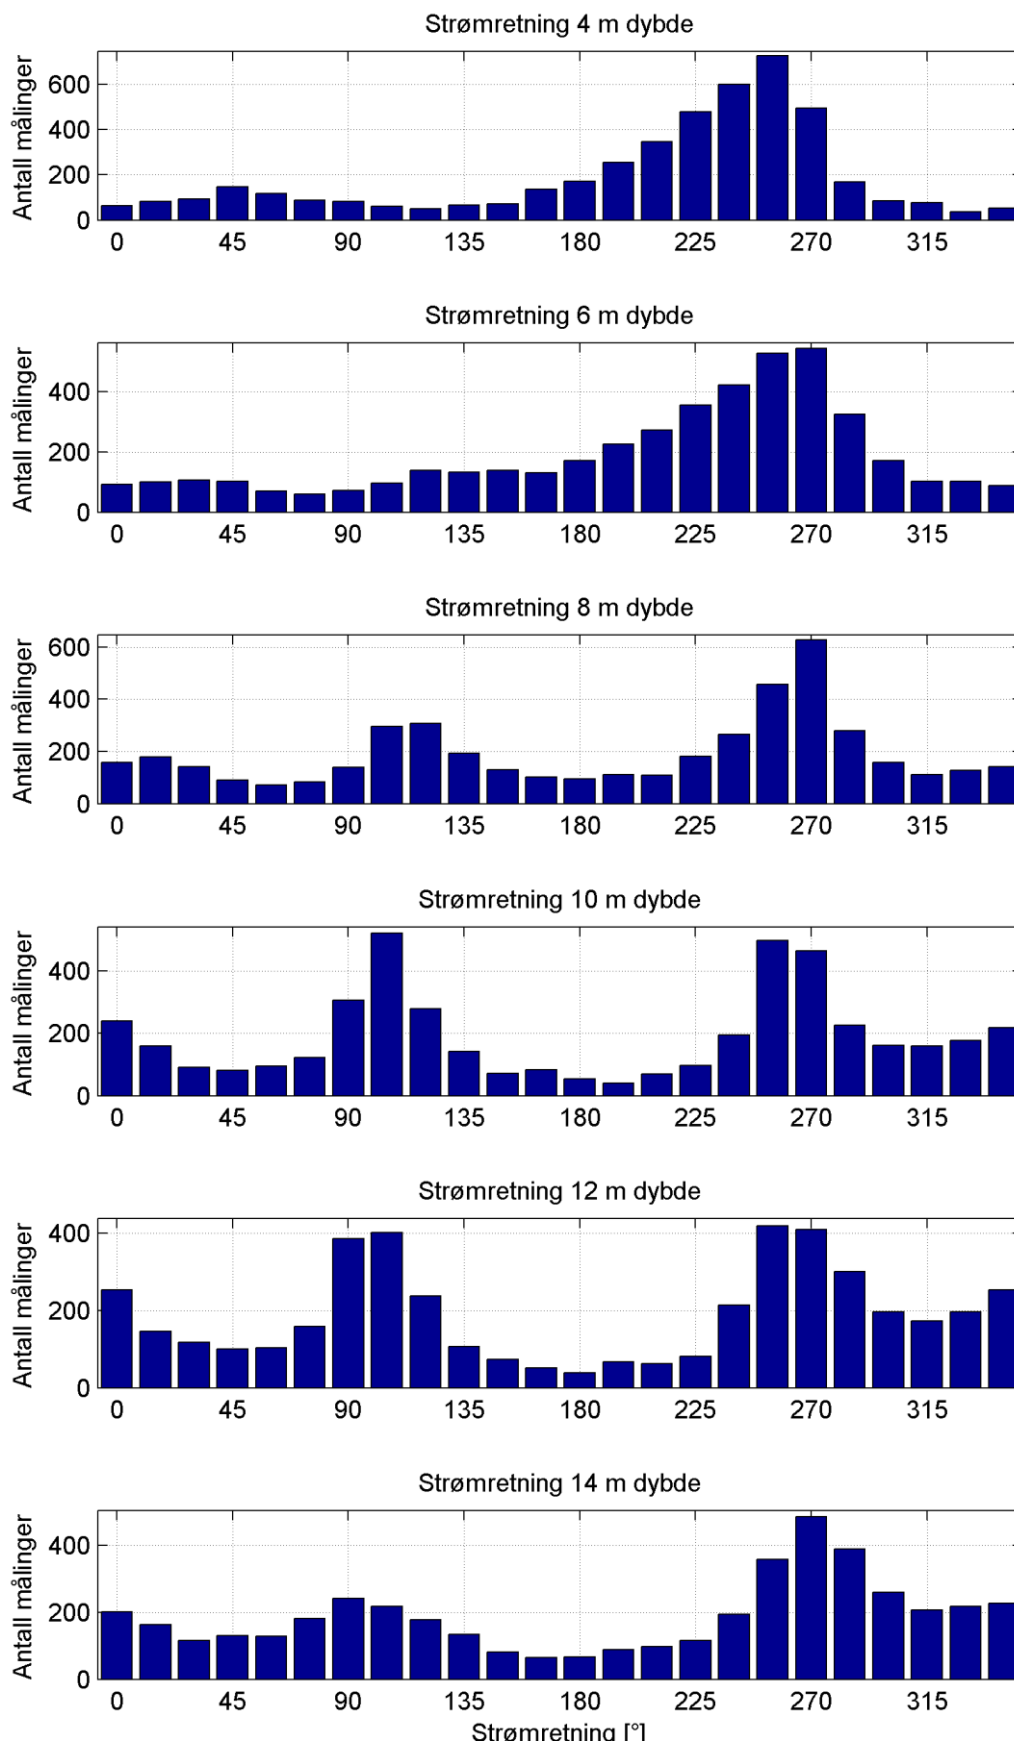 Strømretning 4 m dybde
Antall målinger
600
400
200
0
0 45 90 135 180 225 270 315
Strømretning 6 m dybde
Antall målinger
400
200
0
0 45 90 135 180 225 270 315
Strømretning 8 m dybde
Antall målinger
600
400
200
0
0 45 90 135 180 225 270 315
Strømretning 10 m dybde
Antall målinger
400
200
0
0 45 90 135 180 225 270 315
Strømretning 12 m dybde
Antall målinger
400
200
0
0 45 90 135 180 225 270 315
Strømretning 14 m dybde
Antall målinger
400
200
0
0 45 90 135 180 225 270 315
Strømretning [°]